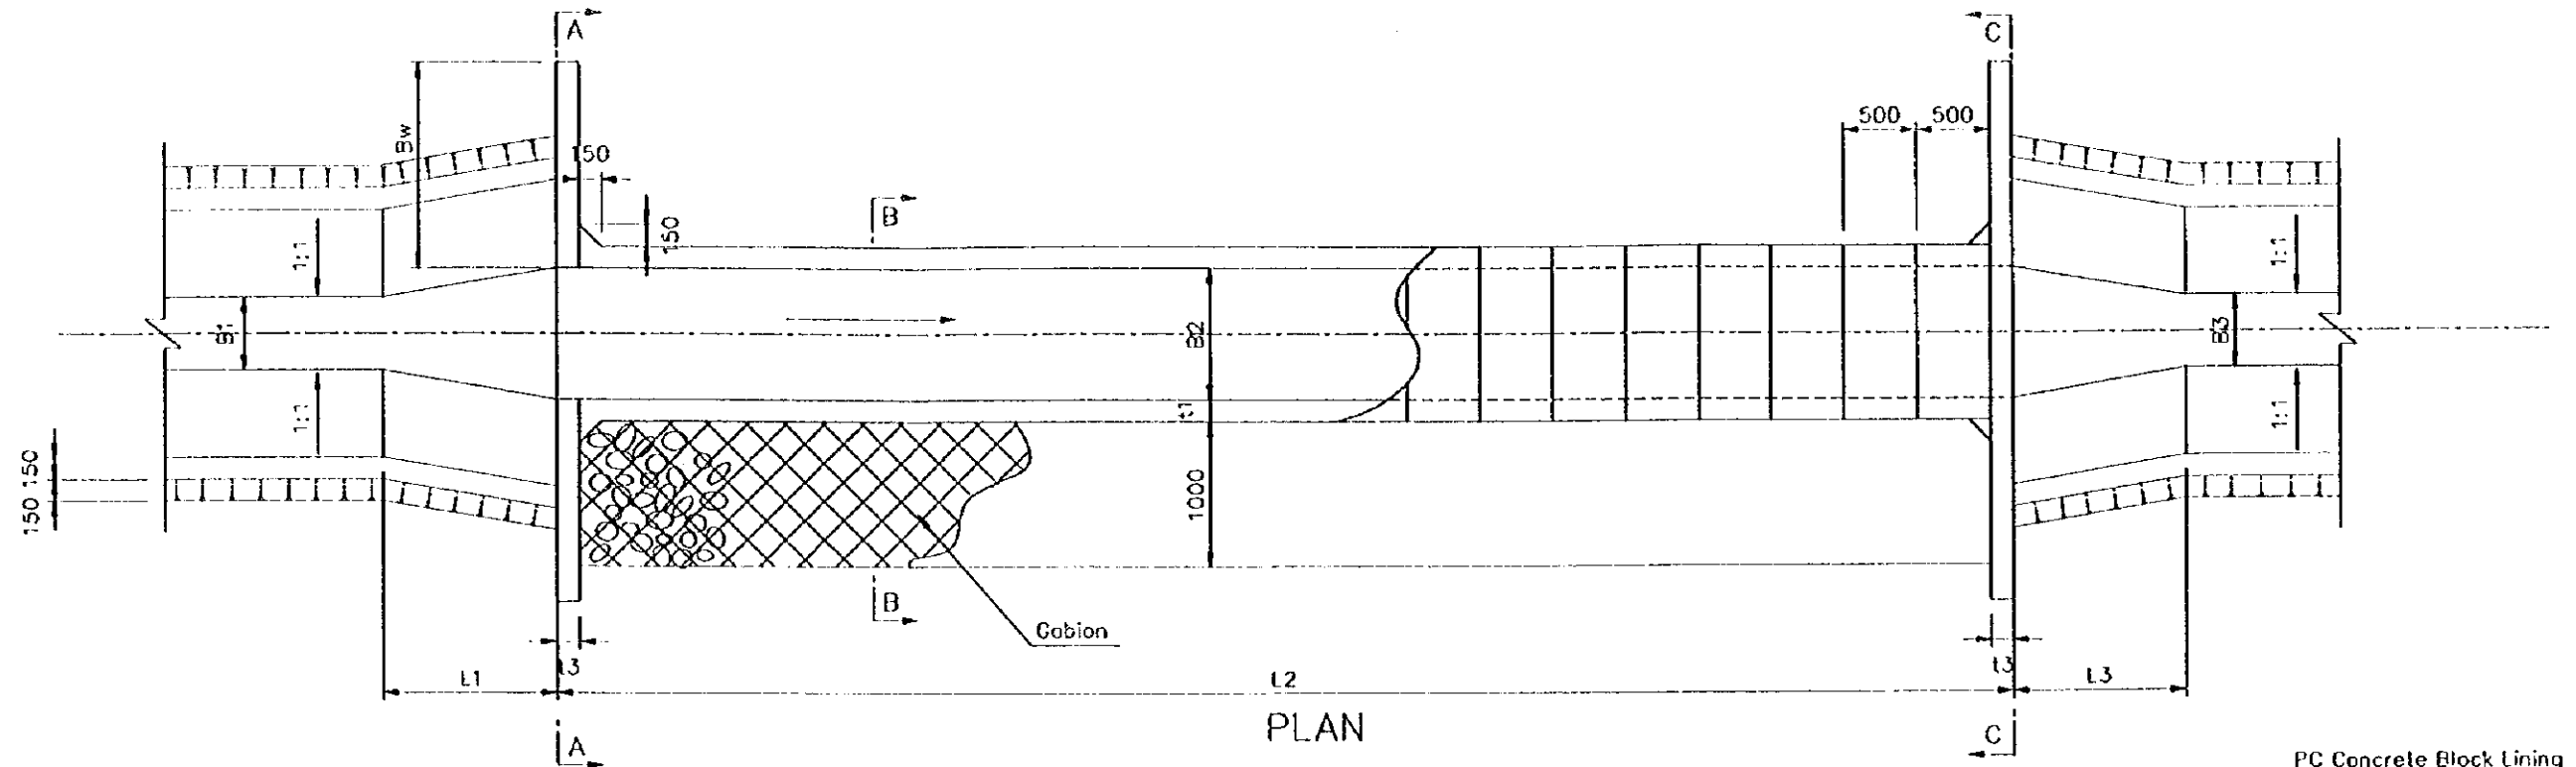 A
C
Bw
500 500
150
B
150
1:1
1:1
B1
B2
B3
1:1
t1
1:1
150 150
1000
B
Gabion
t3
t3
L1
L2
L3
PLAN
A
C
PC Concrete Block Lining